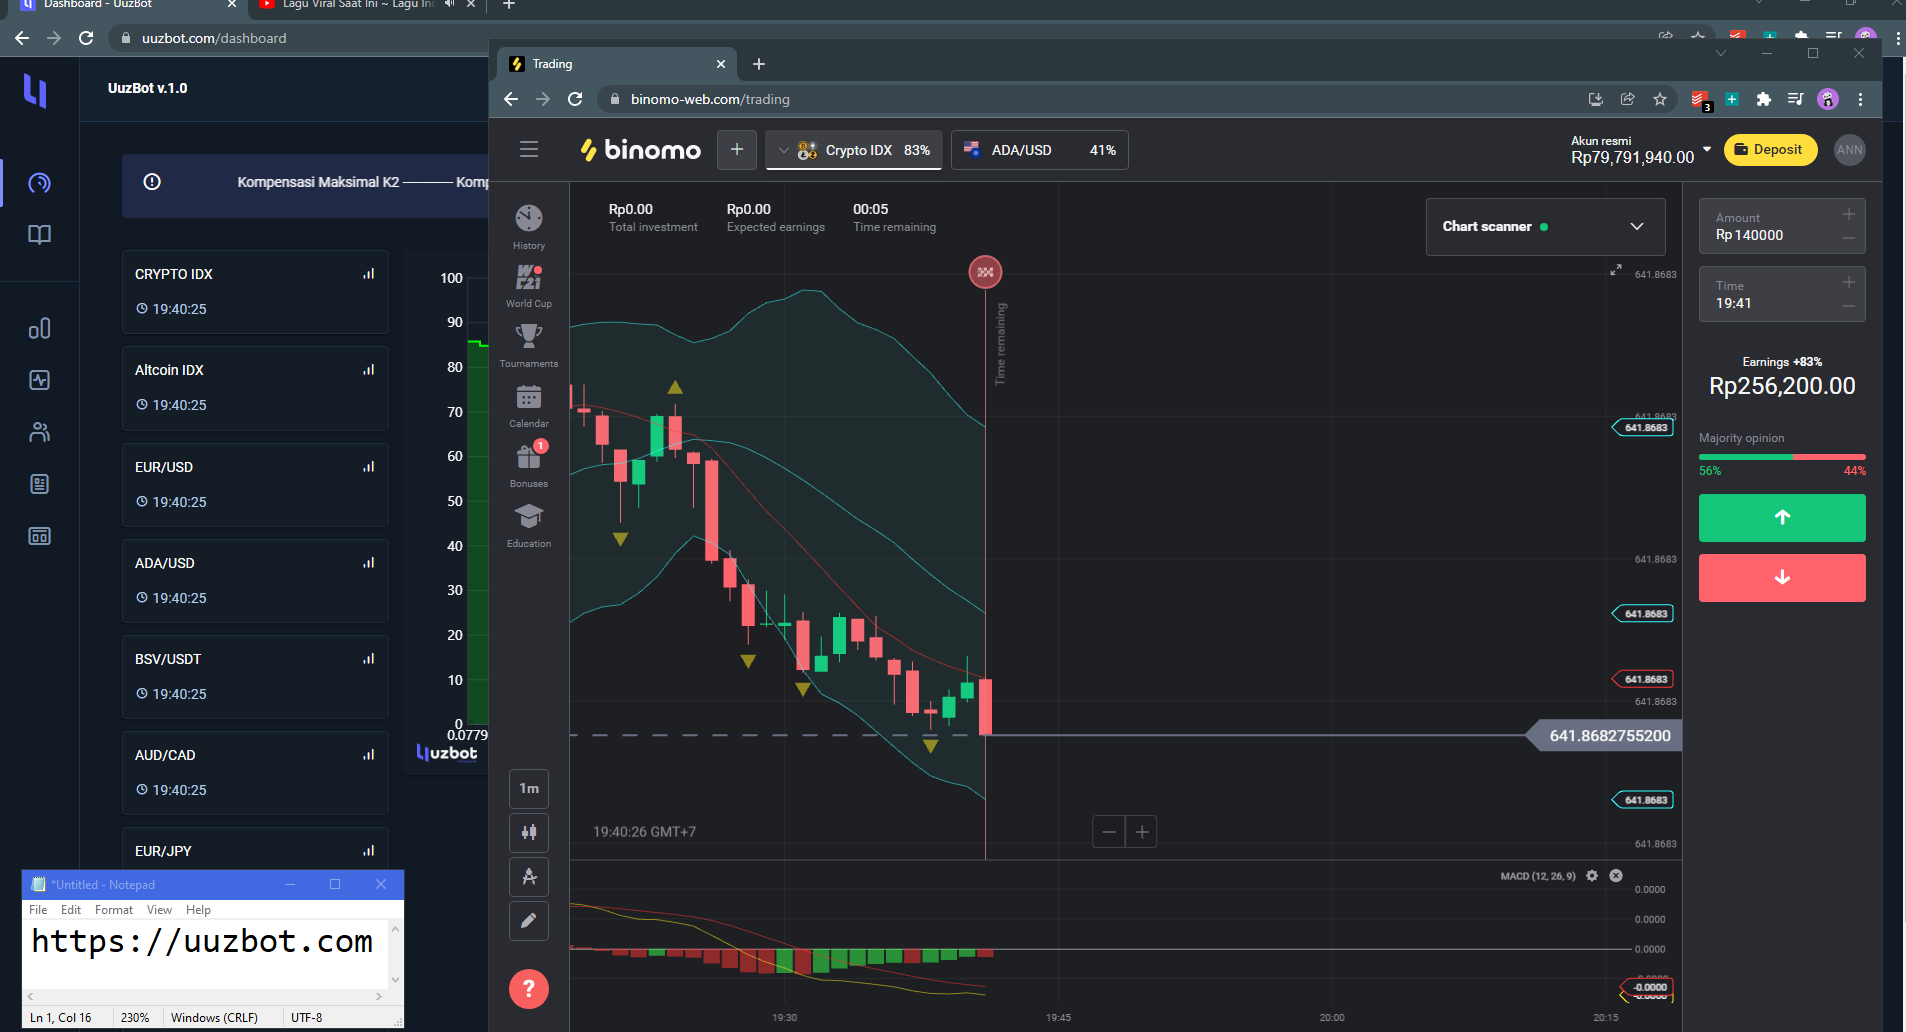 Dashboard - UuzBot
Lagu Viral Saat Ini ~ Lagu In
uuzbot.com/dashboard
UuzBot v.1.0
Kompensasi Maksimal K2 ———— Komp
CRYPTO IDX
19:40:25
Altcoin IDX
19:40:25
EUR/USD
19:40:25
ADA/USD
19:40:25
BSV/USDT
19:40:25
AUD/CAD
19:40:25
EUR/JPY
100
90
80
70
60
50
40
30
20
10
0
0.0779
uuzbot
*Untitled - Notepad
File Edit Format View Help
https://uuzbot.com
Ln 1, Col 16 230% Windows (CRLF) UTF-8
Trading
binomo-web.com/trading
3
binomo
Crypto IDX 83%
ADA/USD 41%
Akun resmi
Rp79,791,940.00
Deposit
ANN
History
World Cup
Tournaments
Calendar
1
Bonuses
Education
1m
?
Rp0.00
Total investment
Rp0.00
Expected earnings
00:05
Time remaining
Time remaining
Chart scanner
641.8683
641.8683
641.8683
641.8683
641.8683
641.8683
641.8683
641.8682755200
641.8683
641.8683
19:40:26 GMT+7
MACD (12, 26, 9)
0.0000
0.0000
0.0000
-0.0000
19:30
19:45
20:00
20:15
Amount
Rp 140000
Time
19:41
Earnings +83%
Rp256,200.00
Majority opinion
56%
44%